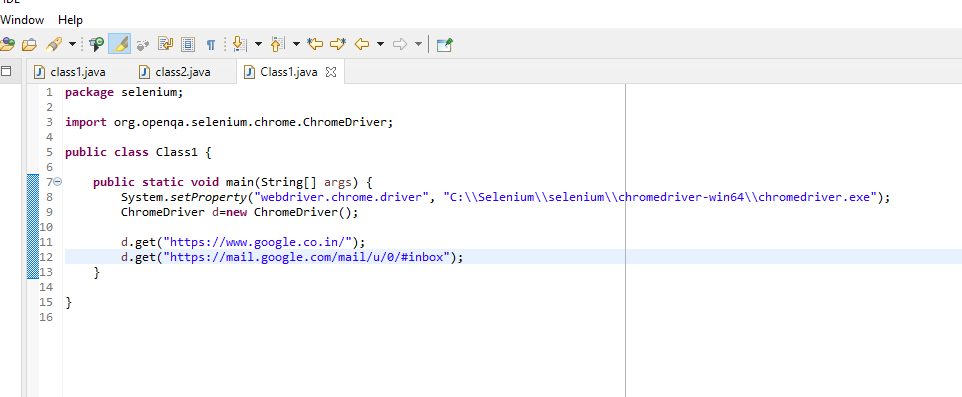 Window Help
class1.java class2.java Class1.java
1 package selenium;
2
3 import org.openqa.selenium.chrome.ChromeDriver;
4
5 public class Class1 {
6
7 public static void main(String[] args) {
8 System.setProperty("webdriver.chrome.driver", "C:\\Selenium\\selenium\\chromedriver-win64\\chromedriver.exe");
9 ChromeDriver d=new ChromeDriver();
10
11 d.get("https://www.google.co.in/");
12 d.get("https://mail.google.com/mail/u/0/#inbox");
13 }
14
15 }
16